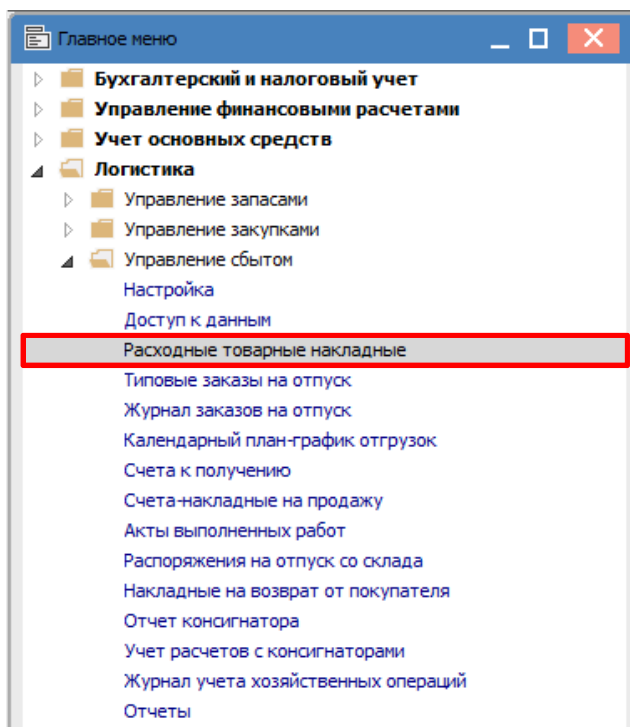 Главное меню
Бухгалтерский и налоговый учет
Управление финансовыми расчетами
Учет основных средств
Логистика
Управление запасами
Управление закупками
Управление сбытом
Настройка
Доступ к данным
Расходные товарные накладные
Типовые заказы на отпуск
Журнал заказов на отпуск
Календарный план-график отгрузок
Счета к получению
Счета-накладные на продажу
Акты выполненных работ
Распоряжения на отпуск со склада
Накладные на возврат от покупателя
Отчет консигнатора
Учет расчетов с консигнаторами
Журнал учета хозяйственных операций
Отчеты